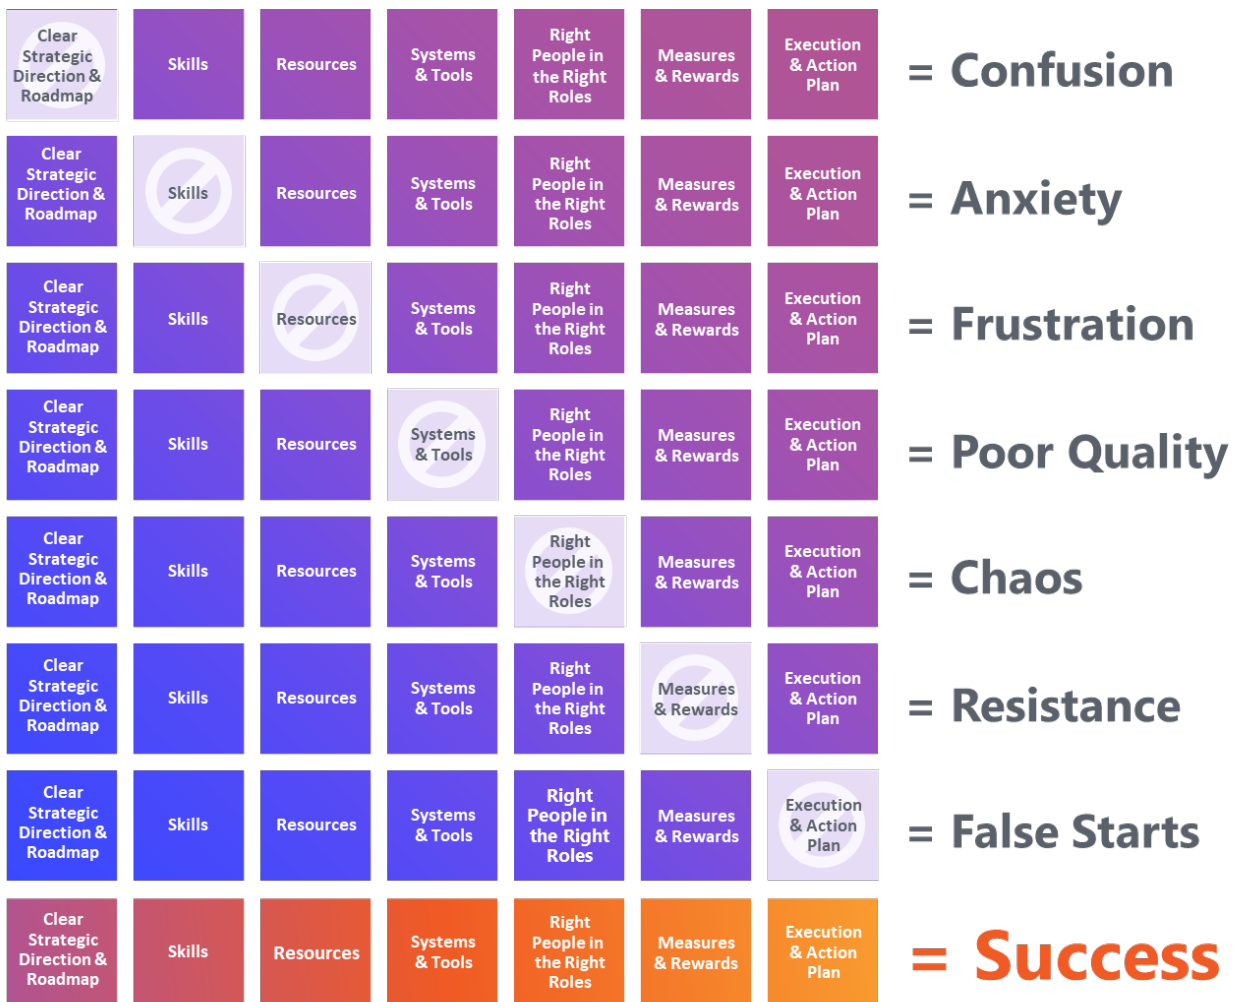 Clear
Strategic
Direction &
Roadmap
Skills
Resources
Systems
& Tools
Right
People in
the Right
Roles
Measures
& Rewards
Execution
& Action
Plan
= Confusion
Clear
Strategic
Direction &
Roadmap
Skills
Resources
Systems
& Tools
Right
People in
the Right
Roles
Measures
& Rewards
Execution
& Action
Plan
= Anxiety
Clear
Strategic
Direction &
Roadmap
Skills
Resources
Systems
& Tools
Right
People in
the Right
Roles
Measures
& Rewards
Execution
& Action
Plan
= Frustration
Clear
Strategic
Direction &
Roadmap
Skills
Resources
Systems
& Tools
Right
People in
the Right
Roles
Measures
& Rewards
Execution
& Action
Plan
= Poor Quality
Clear
Strategic
Direction &
Roadmap
Skills
Resources
Systems
& Tools
Right
People in
the Right
Roles
Measures
& Rewards
Execution
& Action
Plan
= Chaos
Clear
Strategic
Direction &
Roadmap
Skills
Resources
Systems
& Tools
Right
People in
the Right
Roles
Measures
& Rewards
Execution
& Action
Plan
= Resistance
Clear
Strategic
Direction &
Roadmap
Skills
Resources
Systems
& Tools
Right
People in
the Right
Roles
Measures
& Rewards
Execution
& Action
Plan
= False Starts
Clear
Strategic
Direction &
Roadmap
Skills
Resources
Systems
& Tools
Right
People in
the Right
Roles
Measures
& Rewards
Execution
& Action
Plan
= Success